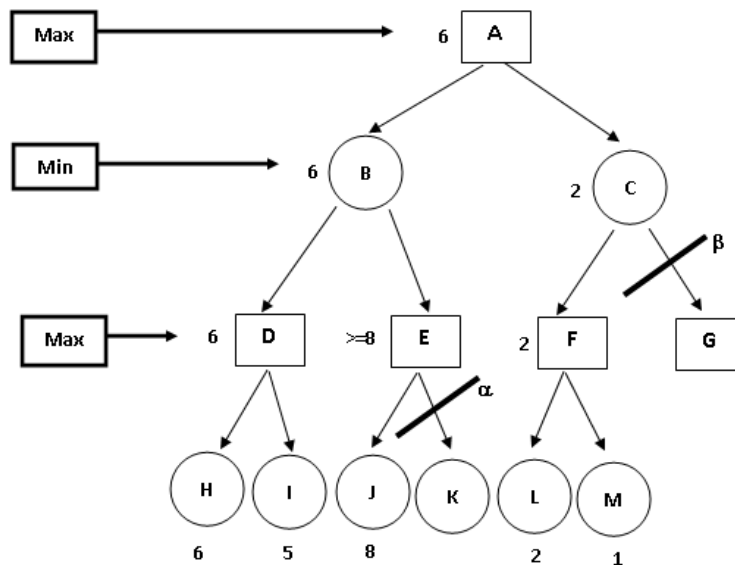 Max
6 A
Min
6 B
2 C
β
Max
6 D
>=8 E
2 F
G
α
H I J K L M
6 5 8 2 1